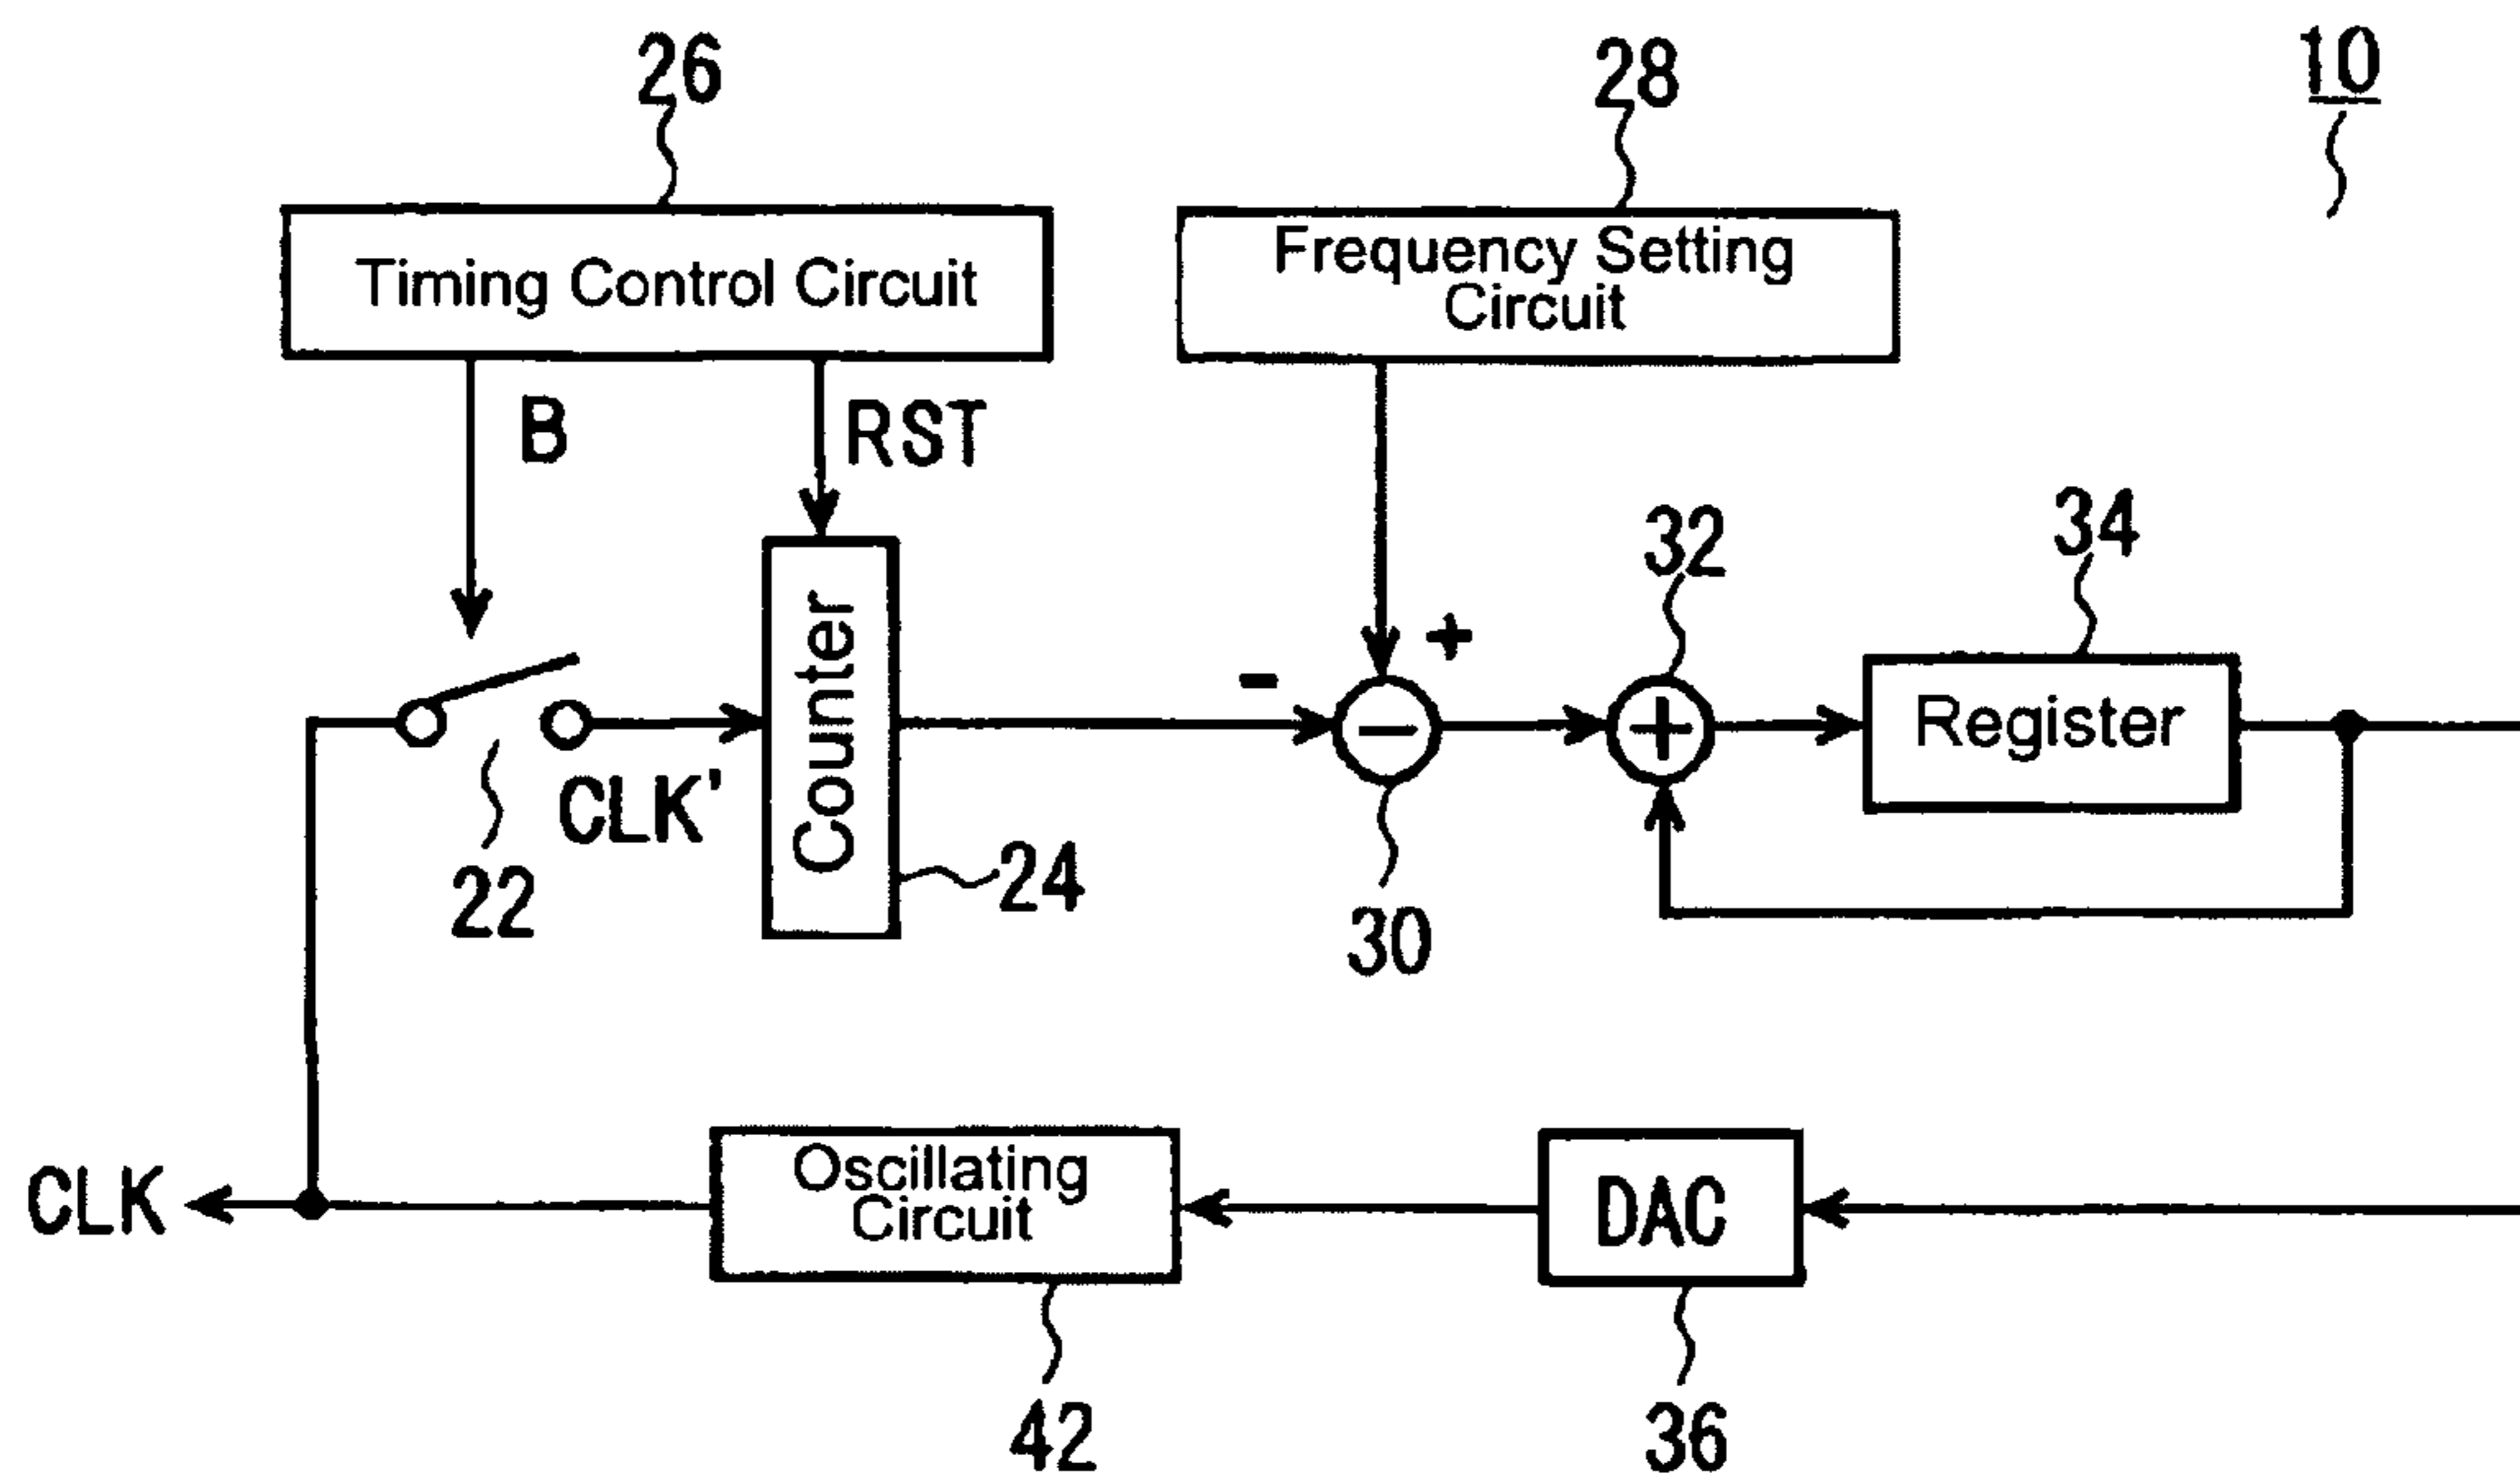 26
28
10
Timing Control Circuit
Frequency Setting
Circuit
B
RST
32
34
+
-
Counter
Register
CLK'
22
24
30
CLK
Oscillating
Circuit
DAC
42
36